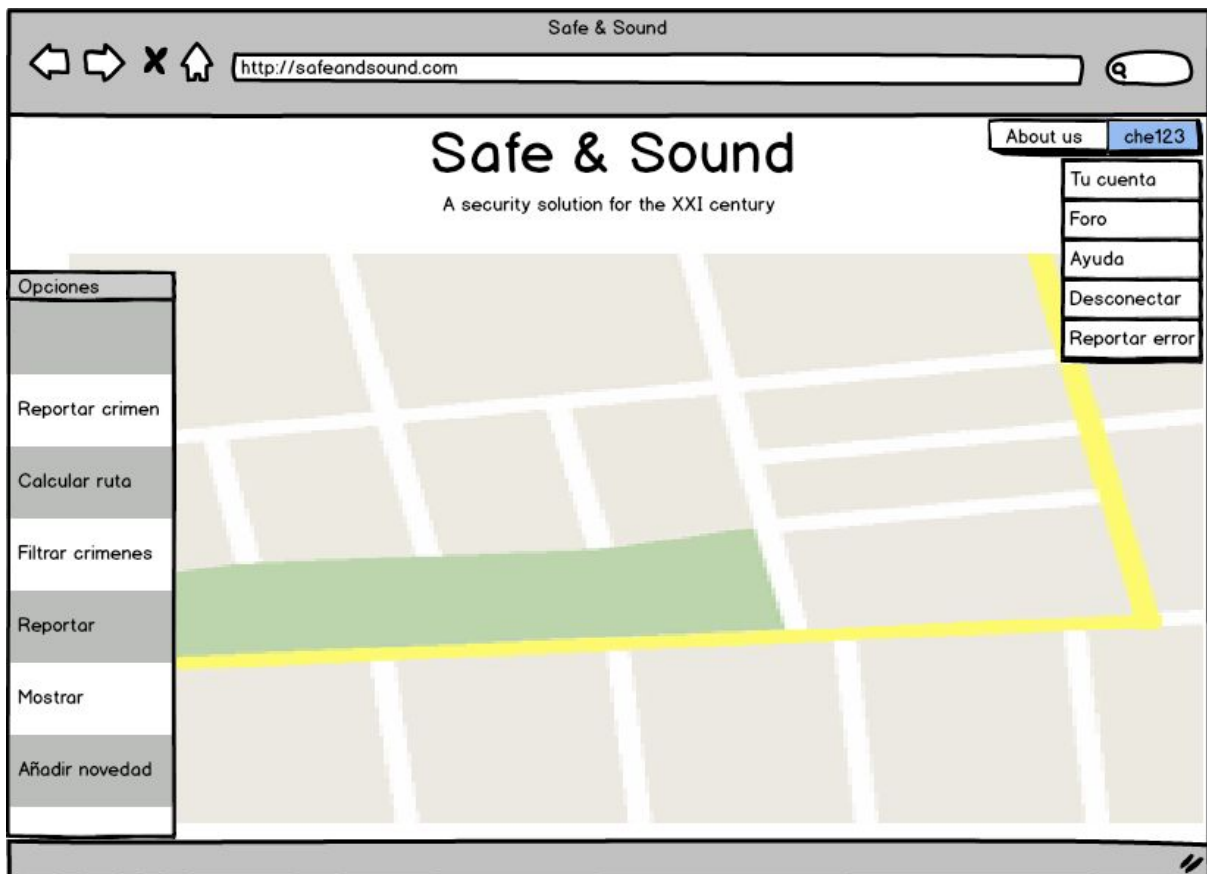 Safe & Sound
http://safeandsound.com
Safe & Sound
A security solution for the XXI century
About us
che123
Tu cuenta
Foro
Ayuda
Desconectar
Reportar error
Opciones
Reportar crimen
Calcular ruta
Filtrar crimenes
Reportar
Mostrar
Añadir novedad